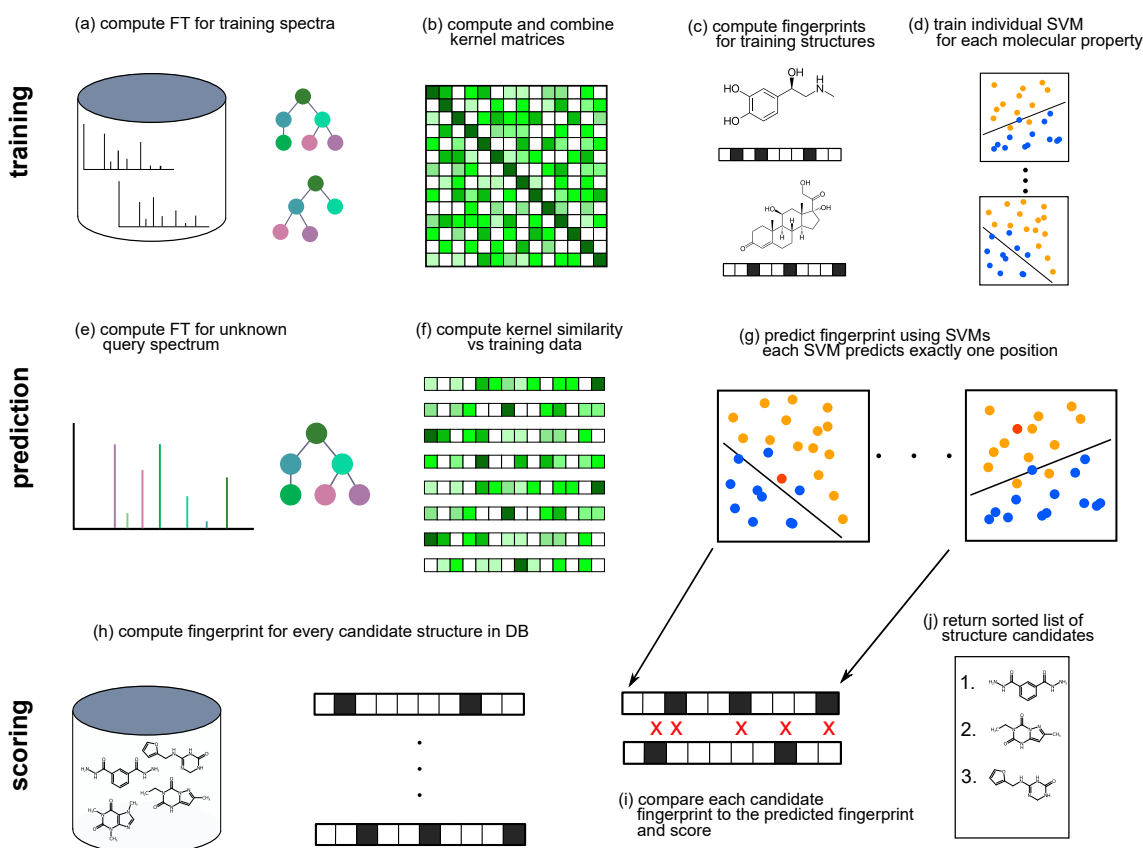 training
(a) compute FT for training spectra
(b) compute and combine
kernel matrices
(c) compute fingerprints
for training structures
(d) train individual SVM
for each molecular property
OH
H
N
HO
HO
OH
O
OH
HO
H
H
H
O
prediction
(e) compute FT for unknown
query spectrum
(f) compute kernel similarity
vs training data
(g) predict fingerprint using SVMs
each SVM predicts exactly one position
scoring
(h) compute fingerprint for every candidate structure in DB
X X X X X
(i) compare each candidate
fingerprint to the predicted fingerprint
and score
(j) return sorted list of
structure candidates
1.
2.
3.